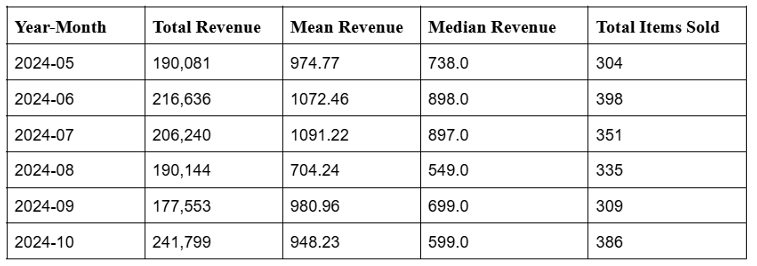 Year-Month Total Revenue Mean Revenue Median Revenue Total Items Sold
2024-05 190,081 974.77 738.0 304
2024-06 216,636 1072.46 898.0 398
2024-07 206,240 1091.22 897.0 351
2024-08 190,144 704.24 549.0 335
2024-09 177,553 980.96 699.0 309
2024-10 241,799 948.23 599.0 386